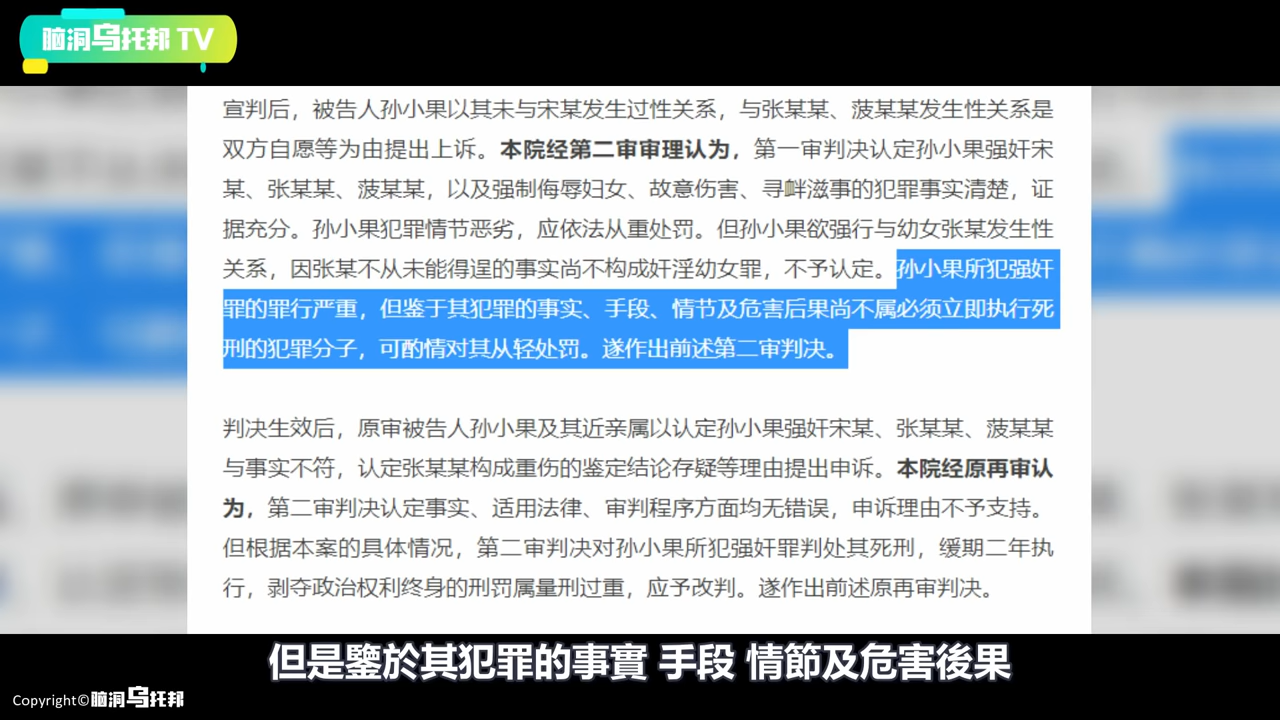 脑洞乌托邦 TV
宣判后，被告人孙小果以其未与宋某发生过性关系，与张某某、菠某某发生性关系是
双方自愿等为由提出上诉。本院经第二审审理认为，第一审判决认定孙小果强奸宋
某、张某某、菠某某，以及强制侮辱妇女、故意伤害、寻衅滋事的犯罪事实清楚，证
据充分。孙小果犯罪情节恶劣，应依法从重处罚。但孙小果欲强行与幼女张某发生性
关系，因张某不从未能得逞的事实尚不构成奸淫幼女罪，不予认定。孙小果所犯强奸
罪的罪行严重，但鉴于其犯罪的事实、手段、情节及危害后果尚不属必须立即执行死
刑的犯罪分子，可酌情对其从轻处罚。遂作出前述第二审判决。
判决生效后，原审被告人孙小果及其近亲属以认定孙小果强奸宋某、张某某、菠某某
与事实不符，认定张某某构成重伤的鉴定结论存疑等理由提出申诉。本院经原再审认
为，第二审判决认定事实、适用法律、审判程序方面均无错误，申诉理由不予支持。
但根据本案的具体情况，第二审判决对孙小果所犯强奸罪判处其死刑，缓期二年执
行，剥夺政治权利终身的刑罚属量刑过重，应予改判。遂作出前述原再审判决。
但是鑒於其犯罪的事實 手段 情節及危害後果
Copyright©脑洞乌托邦